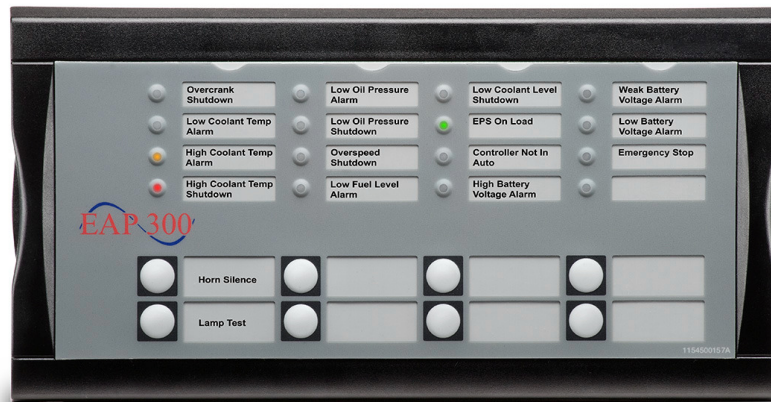 Overcrank
Shutdown
Low Oil Pressure
Alarm
Low Coolant Level
Shutdown
Weak Battery
Voltage Alarm
Low Coolant Temp
Alarm
Low Oil Pressure
Shutdown
EPS On Load
Low Battery
Voltage Alarm
High Coolant Temp
Alarm
Overspeed
Shutdown
Controller Not In
Auto
Emergency Stop
High Coolant Temp
Shutdown
Low Fuel Level
Alarm
High Battery
Voltage Alarm
EAP 300
Horn Silence
Lamp Test
1154500157A